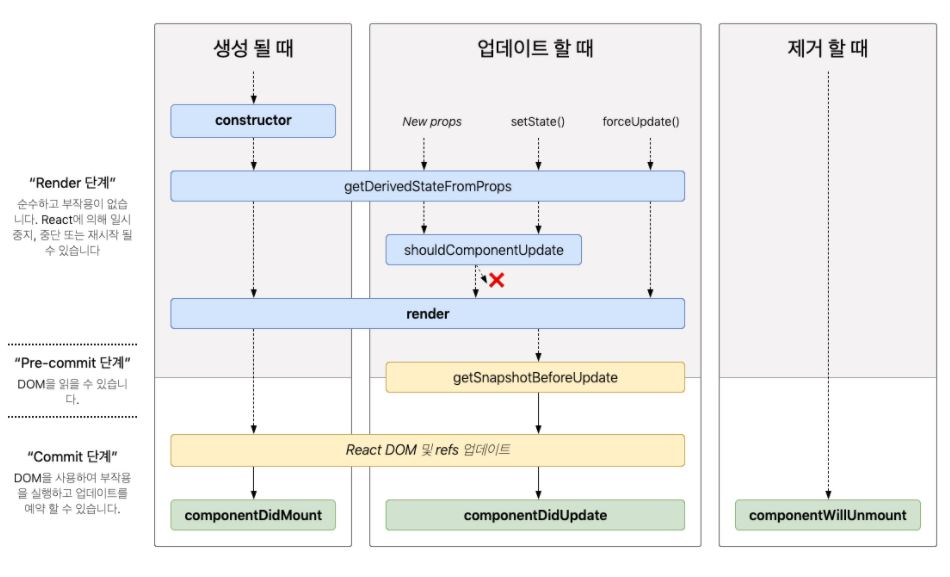 생성 될 때
업데이트 할 때
제거 할 때
constructor
New props
setState()
forceUpdate()
“Render 단계”
순수하고 부작용이 없습
니다. React에 의해 일시
중지, 중단 또는 재시작 될
수 있습니다
getDerivedStateFromProps
shouldComponentUpdate
render
“Pre-commit 단계”
DOM을 읽을 수 있습니
다.
getSnapshotBeforeUpdate
“Commit 단계”
DOM을 사용하여 부작용
을 실행하고 업데이트를
예약 할 수 있습니다.
React DOM 및 refs 업데이트
componentDidMount
componentDidUpdate
componentWillUnmount